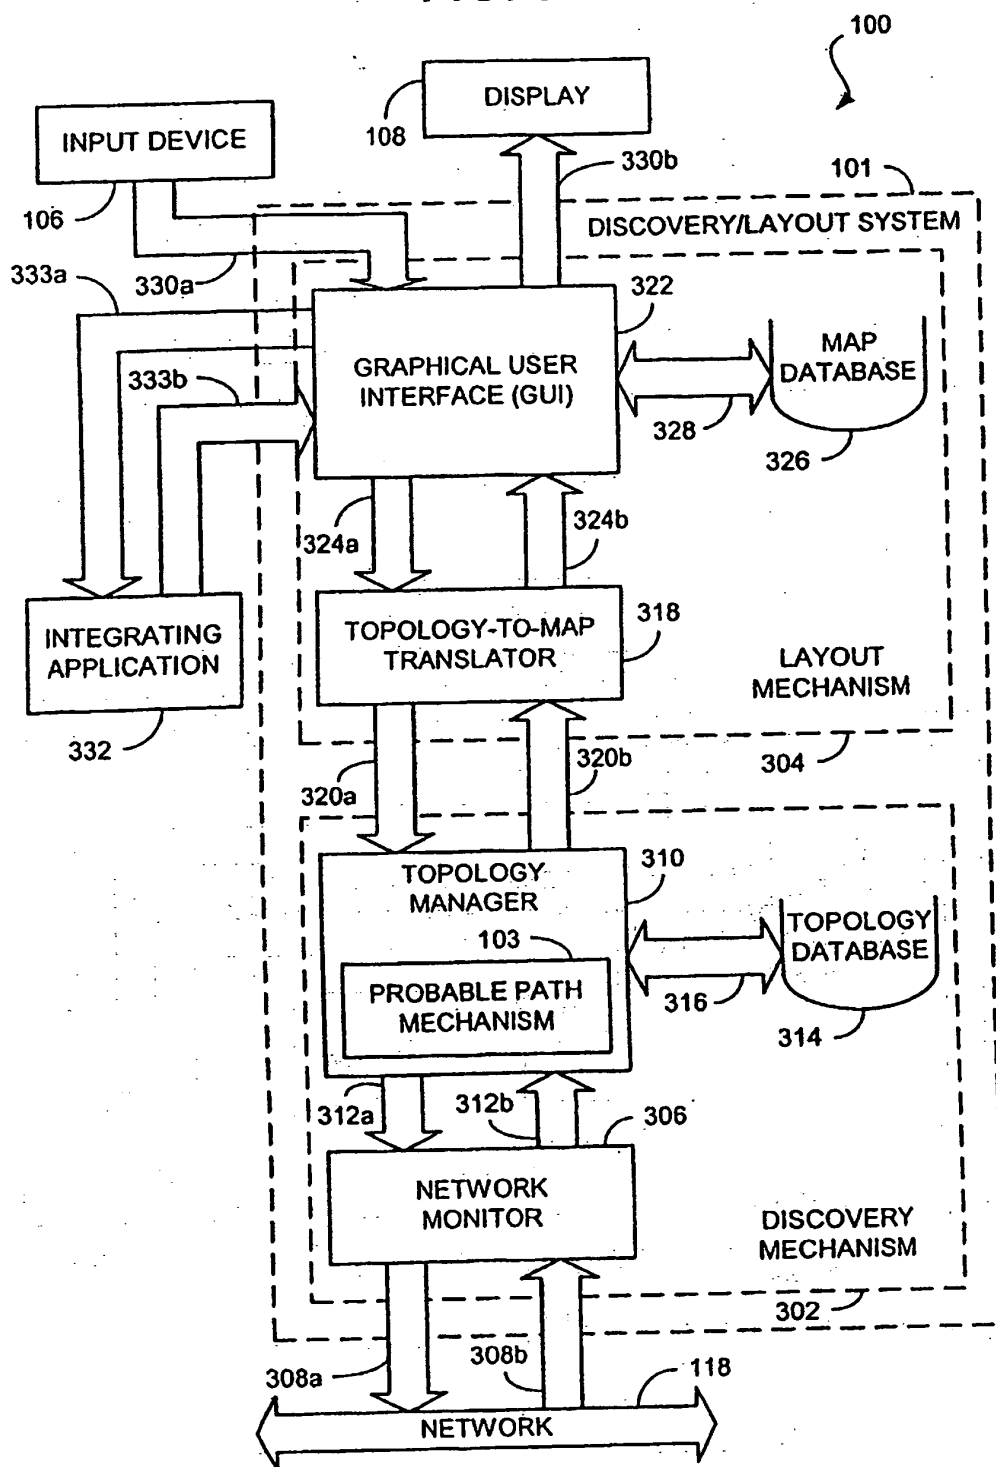 100
DISPLAY
108
INPUT DEVICE
106
330b
101
DISCOVERY/LAYOUT SYSTEM
330a
333a
322
GRAPHICAL USER
INTERFACE (GUI)
MAP
DATABASE
328
326
333b
324a
324b
INTEGRATING
APPLICATION
332
TOPOLOGY-TO-MAP
TRANSLATOR
318
LAYOUT
MECHANISM
304
320a
320b
TOPOLOGY
MANAGER
310
103
PROBABLE PATH
MECHANISM
TOPOLOGY
DATABASE
316
314
312a
312b
306
NETWORK
MONITOR
DISCOVERY
MECHANISM
302
308a
308b
118
NETWORK